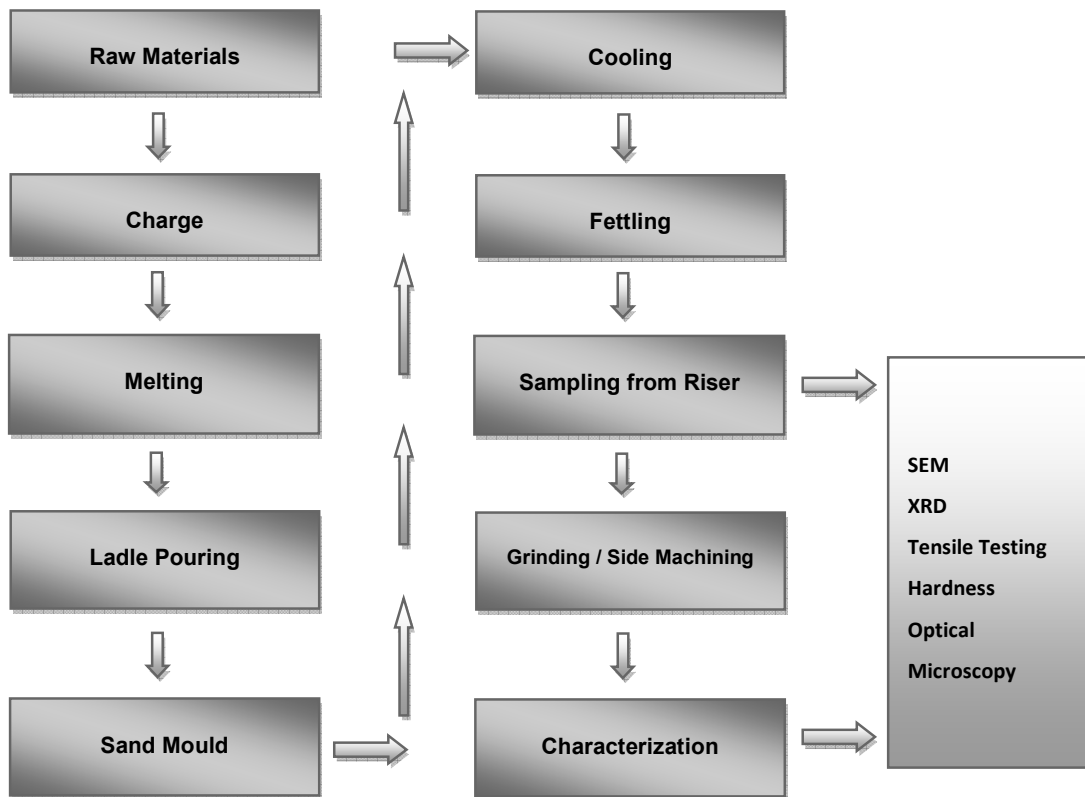 Raw Materials
Charge
Melting
Ladle Pouring
Sand Mould
Cooling
Fettling
Sampling from Riser
Grinding / Side Machining
Characterization
SEM
XRD
Tensile Testing
Hardness
Optical
Microscopy